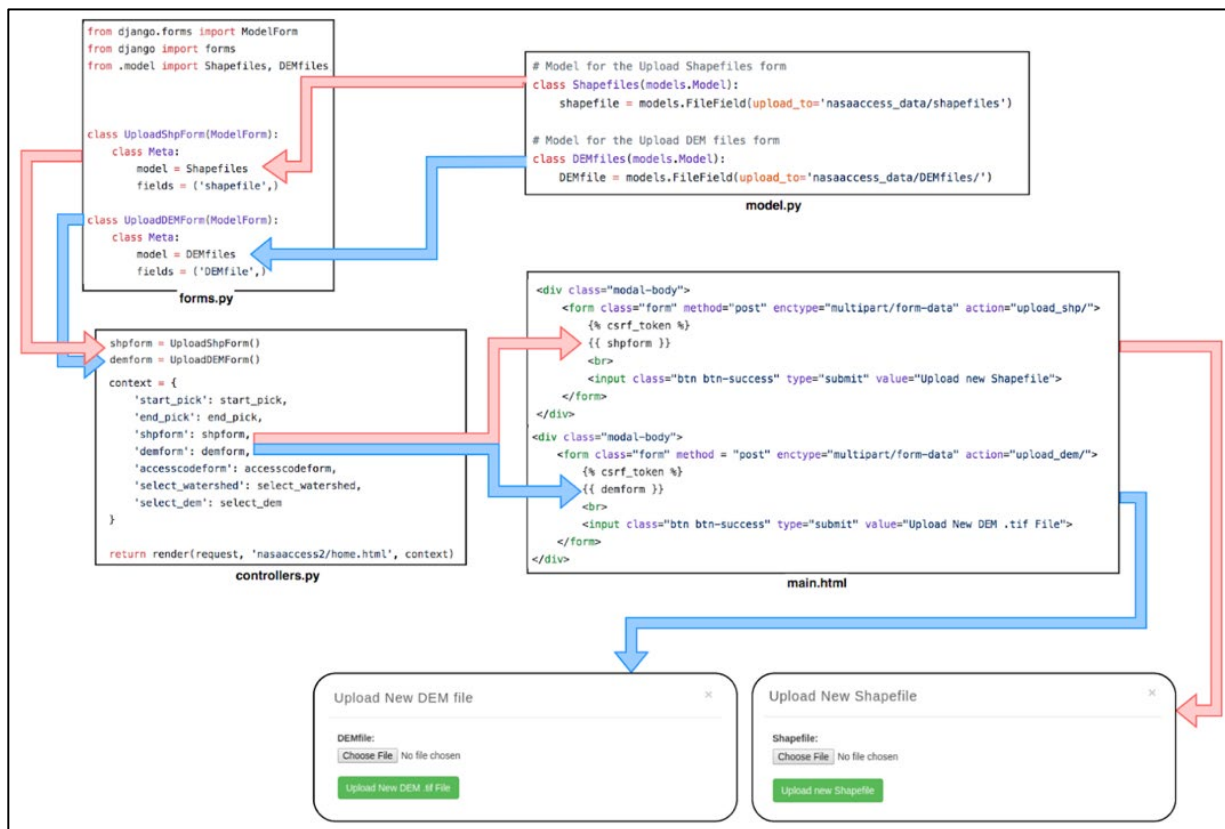 from django.forms import ModelForm
from django import forms
from .model import Shapefiles, DEMfiles
class UploadShpForm(ModelForm):
class Meta:
model = Shapefiles
fields = ('shapefile',)
class UploadDEMForm(ModelForm):
class Meta:
model = DEMfiles
fields = ('DEMfile',)
forms.py
# Model for the Upload Shapefiles form
class Shapefiles(models.Model):
shapefile = models.FileField(upload_to='nasaaccess_data/shapefiles')
# Model for the Upload DEM files form
class DEMfiles(models.Model):
DEMfile = models.FileField(upload_to='nasaaccess_data/DEMfiles/')
model.py
shpform = UploadShpForm()
demform = UploadDEMForm()
context = {
'start_pick': start_pick,
'end_pick': end_pick,
'shpform': shpform,
'demform': demform,
'accesscodeform': accesscodeform,
'select_watershed': select_watershed,
'select_dem': select_dem
}
return render(request, 'nasaaccess2/home.html', context)
controllers.py
<div class="modal-body">
<form class="form" method="post" enctype="multipart/form-data" action="upload_shp/">
{% csrf_token %}
{{ shpform }}
<br>
<input class="btn btn-success" type="submit" value="Upload new Shapefile">
</form>
</div>
<div class="modal-body">
<form class="form" method = "post" enctype="multipart/form-data" action="upload_dem/">
{% csrf_token %}
{{ demform }}
<br>
<input class="btn btn-success" type="submit" value="Upload New DEM .tif File">
</form>
</div>
main.html
Upload New DEM file ×
DEMfile:
Choose File No file chosen
Upload New DEM .tif File
Upload New Shapefile ×
Shapefile:
Choose File No file chosen
Upload new Shapefile